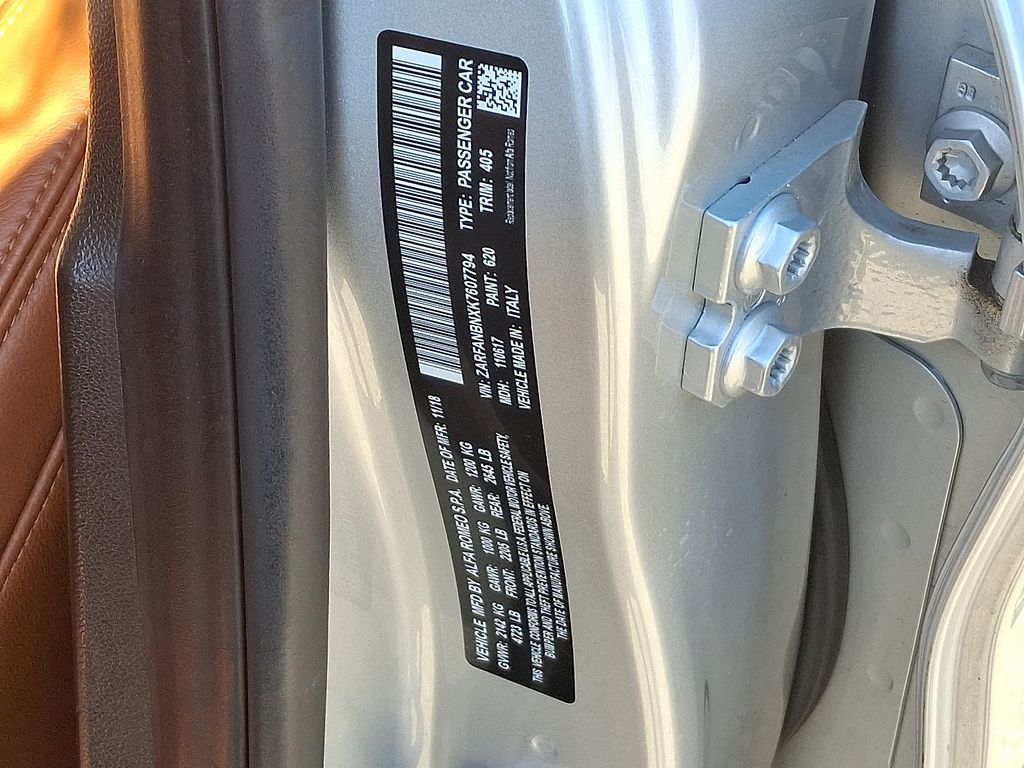 VEHICLE MFD BY ALFA ROMEO S.P.A. DATE OF MFR: 11/18
GVWR: 2142 KG GAWR: 1000 KG GAWR: 1200 KG
4723 LB FRONT: 2205 LB REAR: 2645 LB
THIS VEHICLE CONFORMS TO ALL APPLICABLE U.S.A. FEDERAL MOTOR VEHICLE SAFETY,
BUMPER AND THEFT PREVENTION STANDARDS IN EFFECT ON
THE DATE OF MANUFACTURE SHOWN ABOVE
VIN: ZARFANBNXK7607794 TYPE: PASSENGER CAR
MDH: 110617 PAINT: 620 TRIM: 405
VEHICLE MADE IN: ITALY